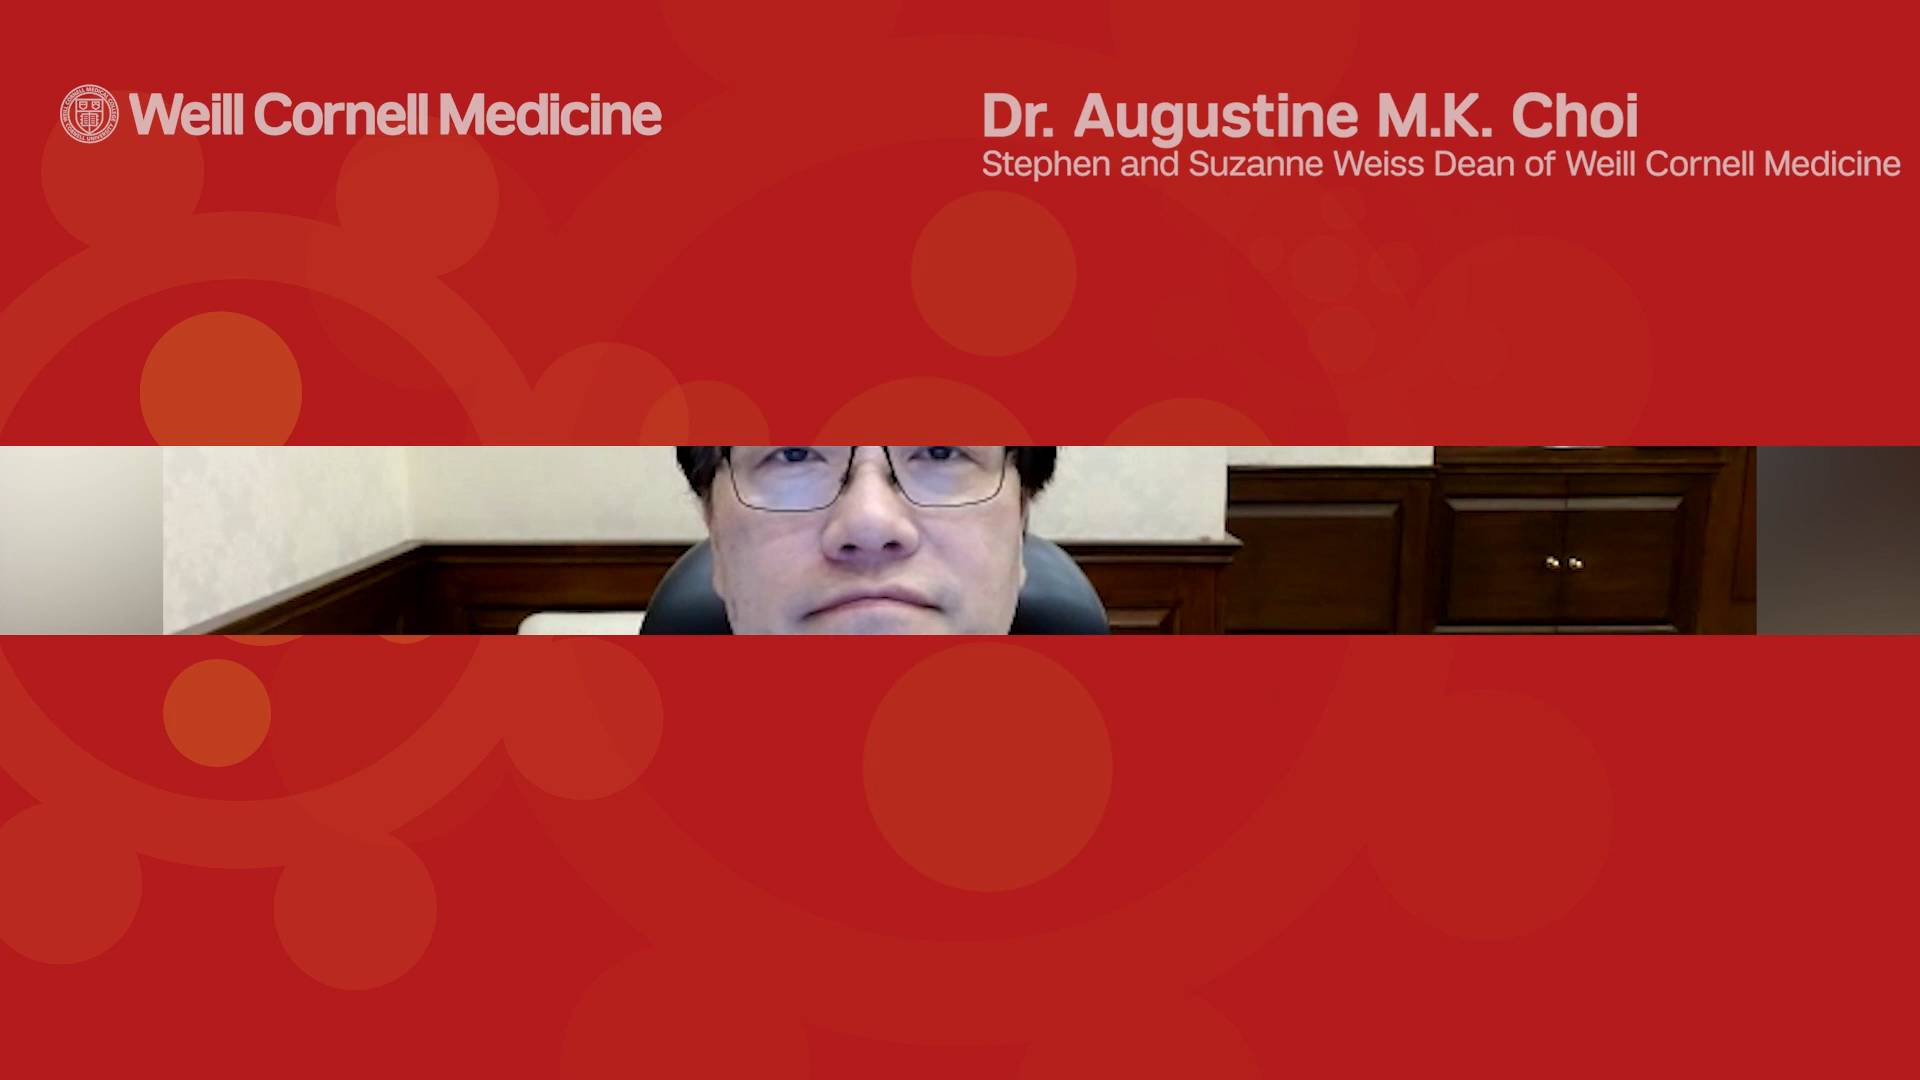 Weill Cornell Medicine
Dr. Augustine M.K. Choi
Stephen and Suzanne Weiss Dean of Weill Cornell Medicine